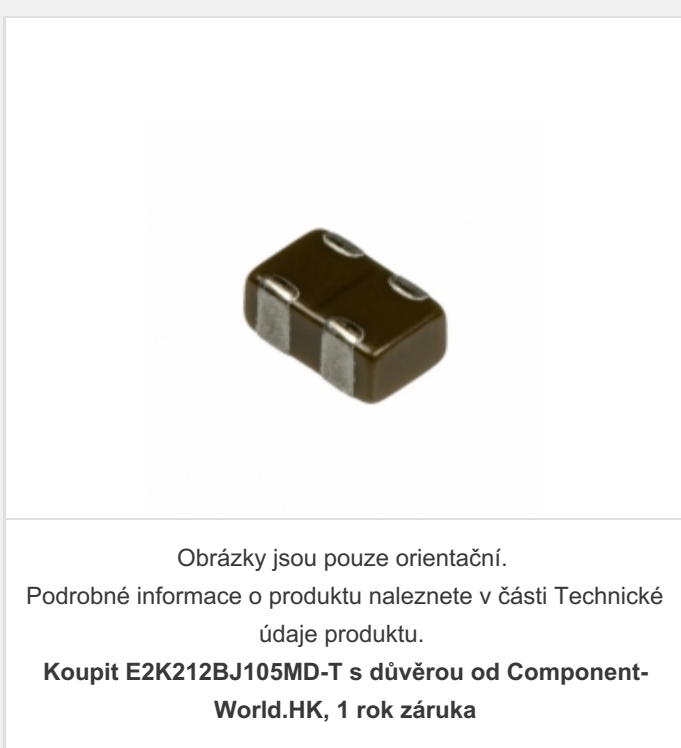 Obrázky jsou pouze orientační.
Podrobné informace o produktu naleznete v části Technické
údaje produktu.
Koupit E2K212BJ105MD-T s důvěrou od Component-
World.HK, 1 rok záruka